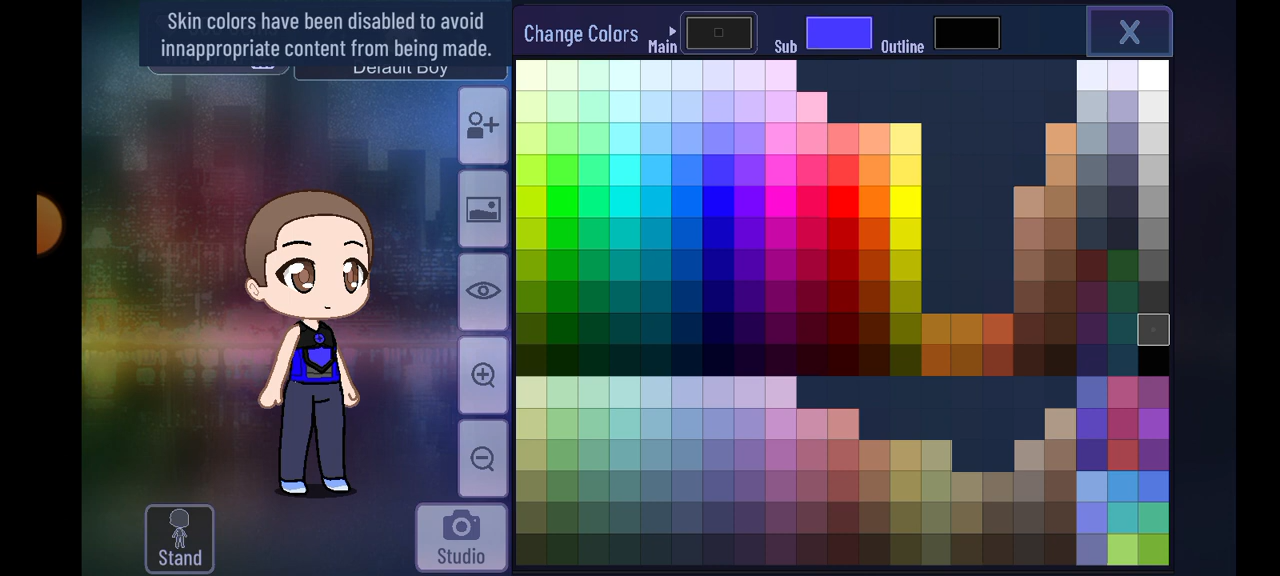 Skin colors have been disabled to avoid
innappropriate content from being made.
Default Boy
Change Colors
Main
Sub
Outline
X
Stand
Studio